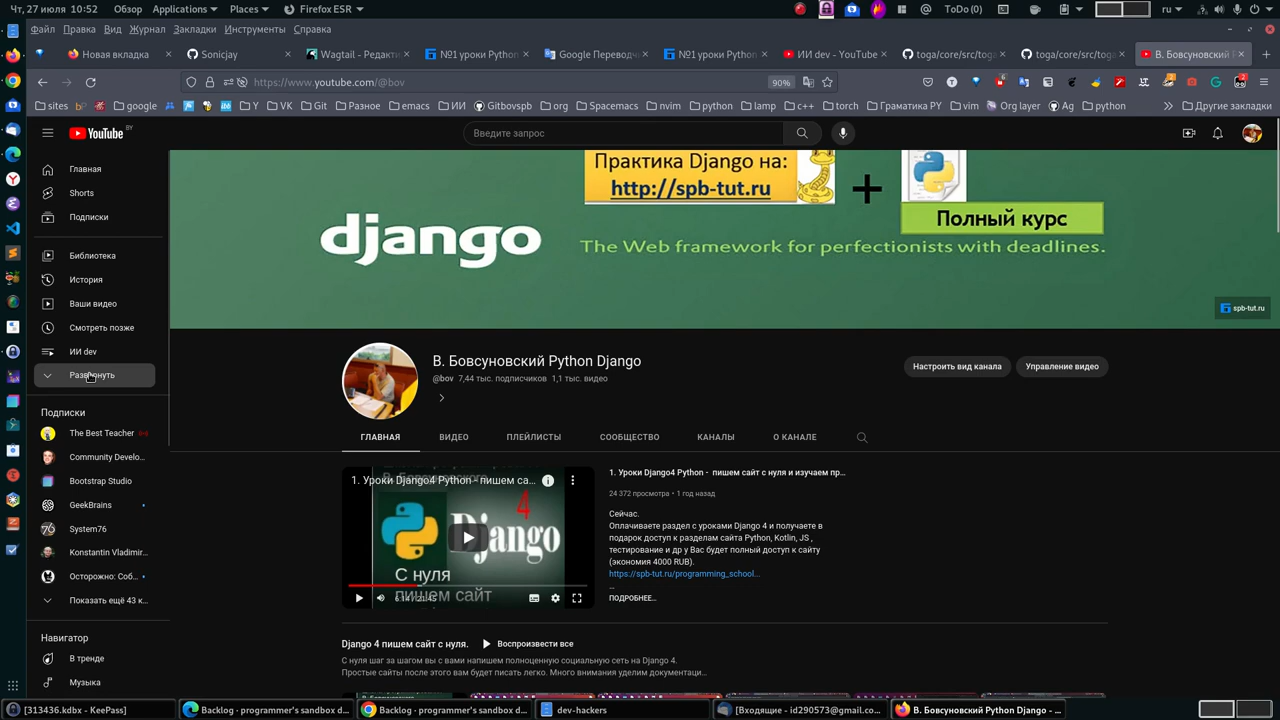 Чт, 27 июля 10:52 Обзор Applications Places Firefox ESR ToDo(0) ru
Файл Правка Вид Журнал Закладки Инструменты Справка
Новая вкладка Sonicjay Wagtail - Редакти №1 уроки Python Google Переводч №1 уроки Python ИИ dev - YouTube toga/core/src/tog toga/core/src/tog В. Бовсуновский
https://www.youtube.com/@bov 90%
sites google Y VK Git Разное emacs ИИ Gitbovspb org Spacemacs nvim python lamp c++ torch Граматика PY vim Org layer Ag python Другие закладки
YouTube BY
Введите запрос
Главная
Shorts
Подписки
Библиотека
История
Ваши видео
Смотреть позже
ИИ dev
Развернуть
Подписки
The Best Teacher
Community Develo...
Bootstrap Studio
GeekBrains
System76
Konstantin Vladimir...
Осторожно: Соб...
Показать ещё 43 к...
Навигатор
В тренде
Музыка
Практика Django на:
http://spb-tut.ru
+
Полный курс
django
The Web framework for perfectionists with deadlines.
spb-tut.ru
В. Бовсуновский Python Django
@bov 7,44 тыс. подписчиков 1,1 тыс. видео
Настроить вид канала
Управление видео
ГЛАВНАЯ ВИДЕО ПЛЕЙЛИСТЫ СООБЩЕСТВО КАНАЛЫ О КАНАЛЕ
1. Уроки Django4 Python - пишем са...
4
Django
С нуля
пишем сайт
1. Уроки Django4 Python - пишем сайт с нуля и изучаем пр...
24 372 просмотра • 1 год назад
Сейчас.
Оплачиваете раздел с уроками Django 4 и получаете в
подарок доступ к разделам сайта Python, Kotlin, JS ,
тестирование и др у Вас будет полный доступ к сайту
(экономия 4000 RUB).
https://spb-tut.ru/programming_school...
...
ПОДРОБНЕЕ...
Django 4 пишем сайт с нуля. Воспроизвести все
С нуля шаг за шагом вы с вами напишем полноценную социальную сеть на Django 4.
Простые сайты после этого вам будет писать легко. Много внимания уделим документаци...
[313436.kdbx - KeePass] Backlog · programmer's sandbox d... Backlog · programmer's sandbox d... dev-hackers [Входящие - id290573@gmail.co... В. Бовсуновский Python Django - ...